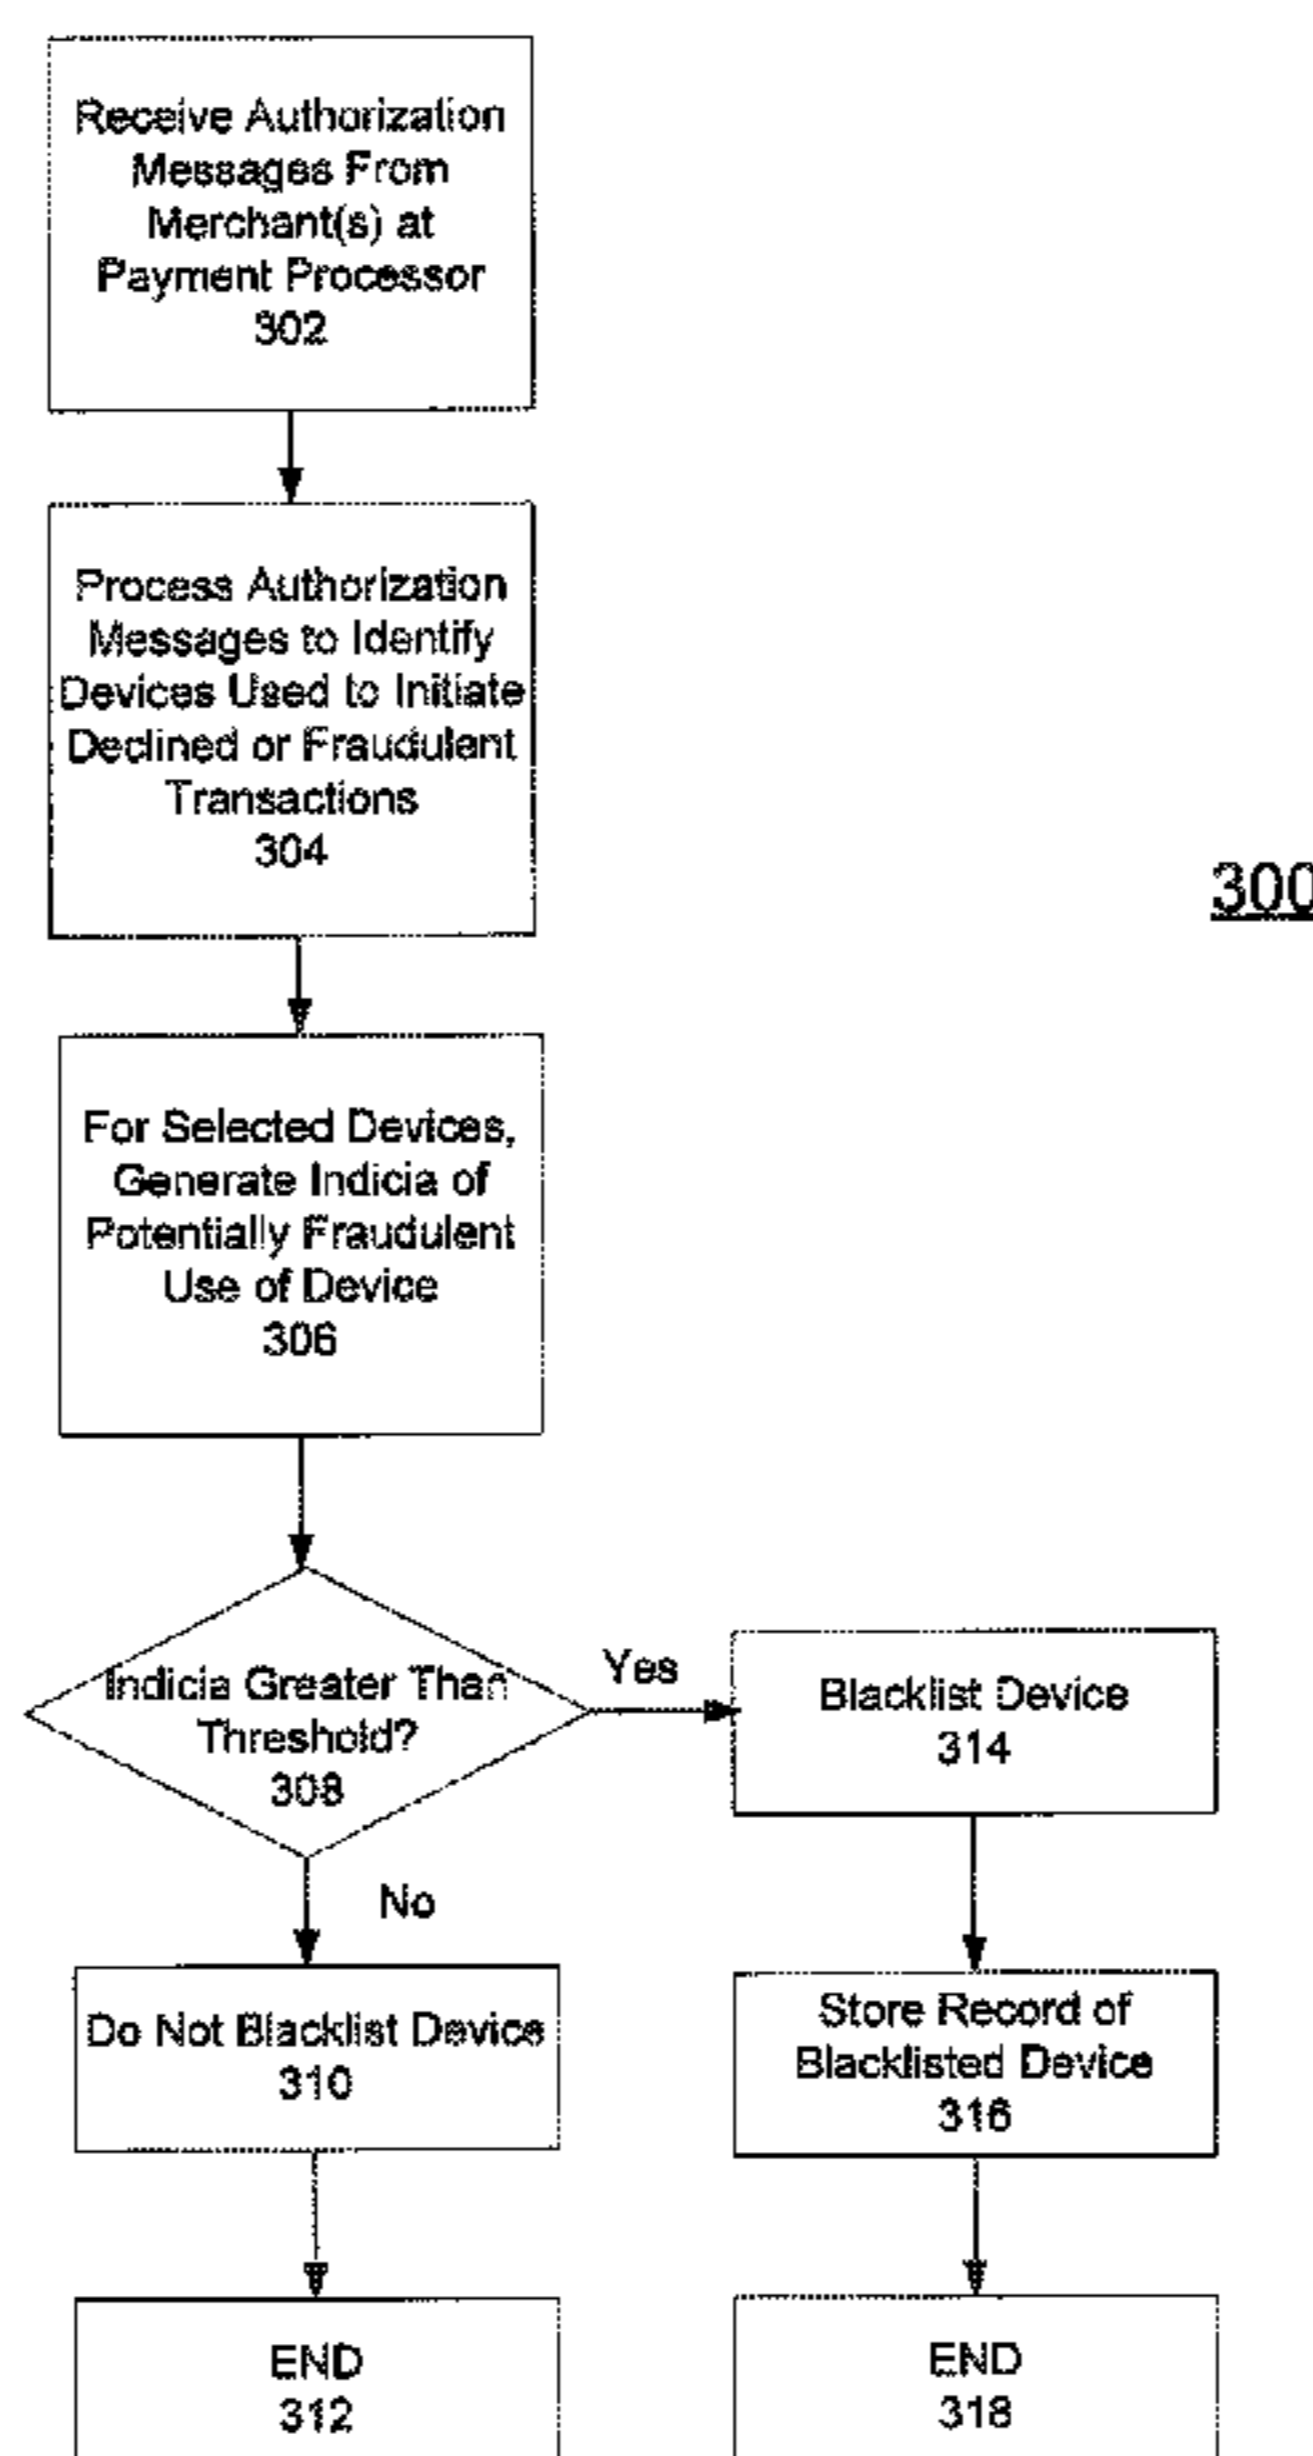 Receive Authorization
Messages From
Merchant(s) at
Payment Processor
302
Process Authorization
Messages to Identify
Devices Used to Initiate
Declined or Fraudulent
Transactions
304
300
For Selected Devices,
Generate Indicia of
Potentially Fraudulent
Use of Device
306
Indicia Greater Than
Threshold?
308
Yes
Blacklist Device
314
No
Do Not Blacklist Device
310
Store Record of
Blacklisted Device
316
END
312
END
318